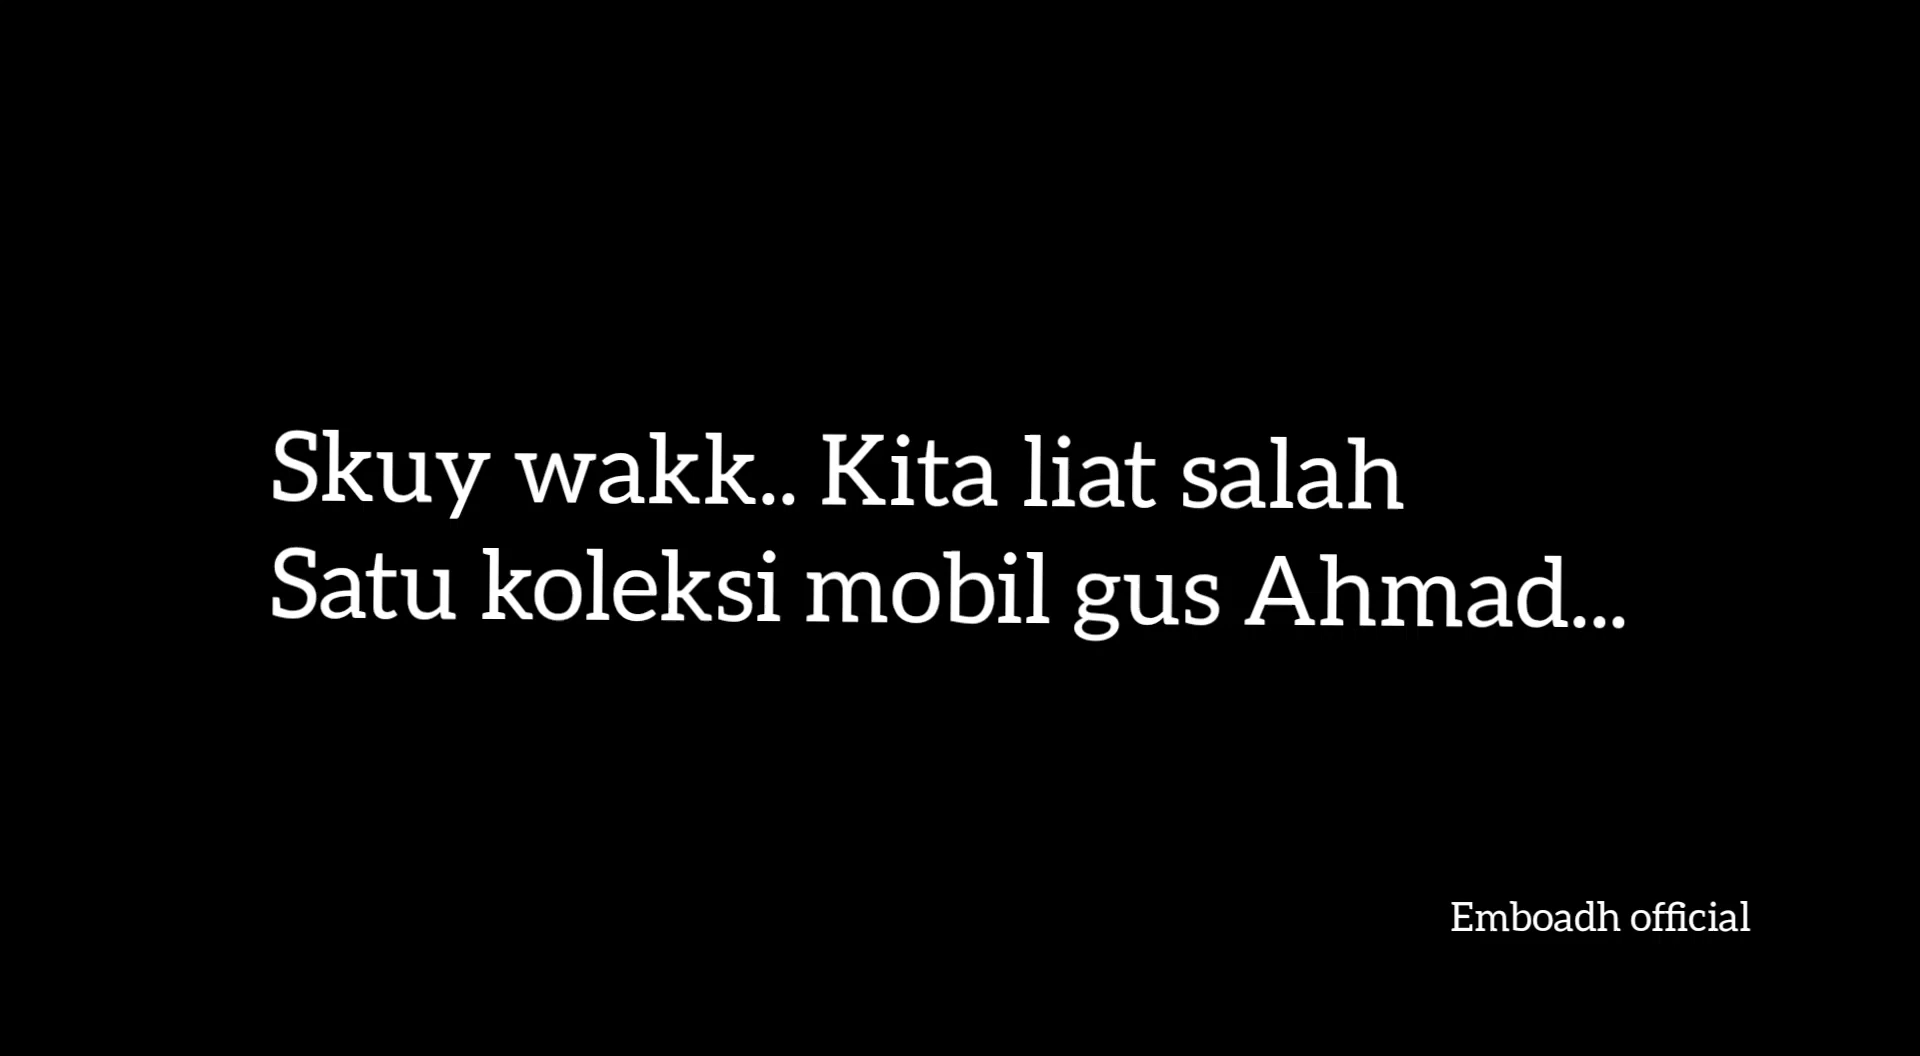 Skuy wakk.. Kita liat salah
Satu koleksi mobil gus Ahmad...
Emboadh official